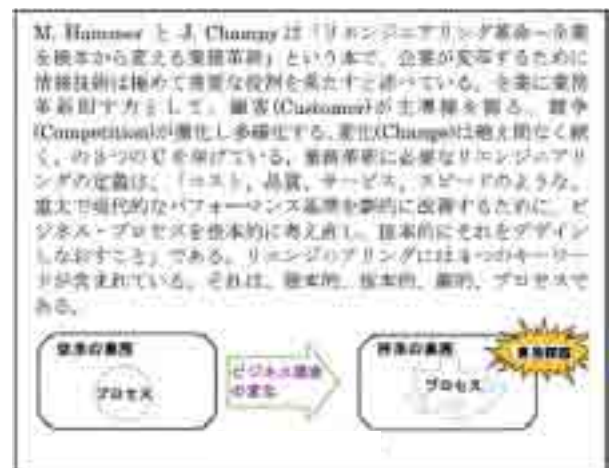 M. Hammer と J. Champy は「リエンジニアリング革命～企業
を根本から変える業務革新」という本で、企業が変革するために
情報技術は極めて重要な役割を果たすと述べている。企業に業務
革新 す力として、顧客(Customer)が主導権を握る、競争
(Competition)が激化し多様化する、変化(Change)は絶え間なく続
く、の3つの C を挙げている。業務革新に必要なリエンジニアリ
ングの定義は、「コスト、品質、サービス、スピードのような、
重大で現代的なパフォーマンス基準を劇的に改善するために、ビ
ジネス・プロセスを根本的に考え直し、抜本的にそれをデザイン
しなおすこと」である。リエンジニアリングには4つのキーワー
ドが含まれている。それは、根本的、抜本的、劇的、プロセスで
ある。
従来の業務
プロセス
ビジネス環境
の変化
将来の業務
プロセス